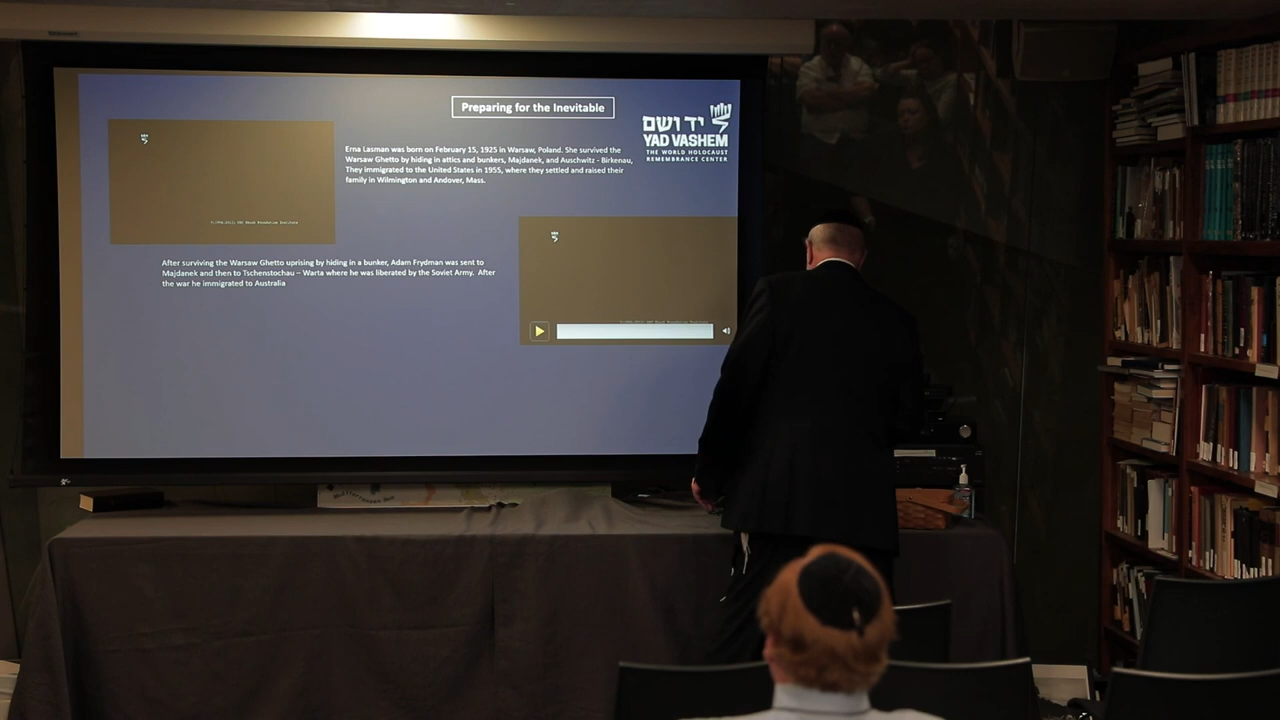 Preparing for the Inevitable
יד ושם
YAD VASHEM
THE WORLD HOLOCAUST
REMEMBRANCE CENTER
Erna Lasman was born on February 15, 1925 in Warsaw, Poland. She survived the
Warsaw Ghetto by hiding in attics and bunkers, Majdanek, and Auschwitz - Birkenau,
They immigrated to the United States in 1955, where they settled and raised their
family in Wilmington and Andover, Mass.
After surviving the Warsaw Ghetto uprising by hiding in a bunker, Adam Frydman was sent to
Majdanek and then to Tschenstochau – Warta where he was liberated by the Soviet Army. After
the war he immigrated to Australia
Mediterranean Sea